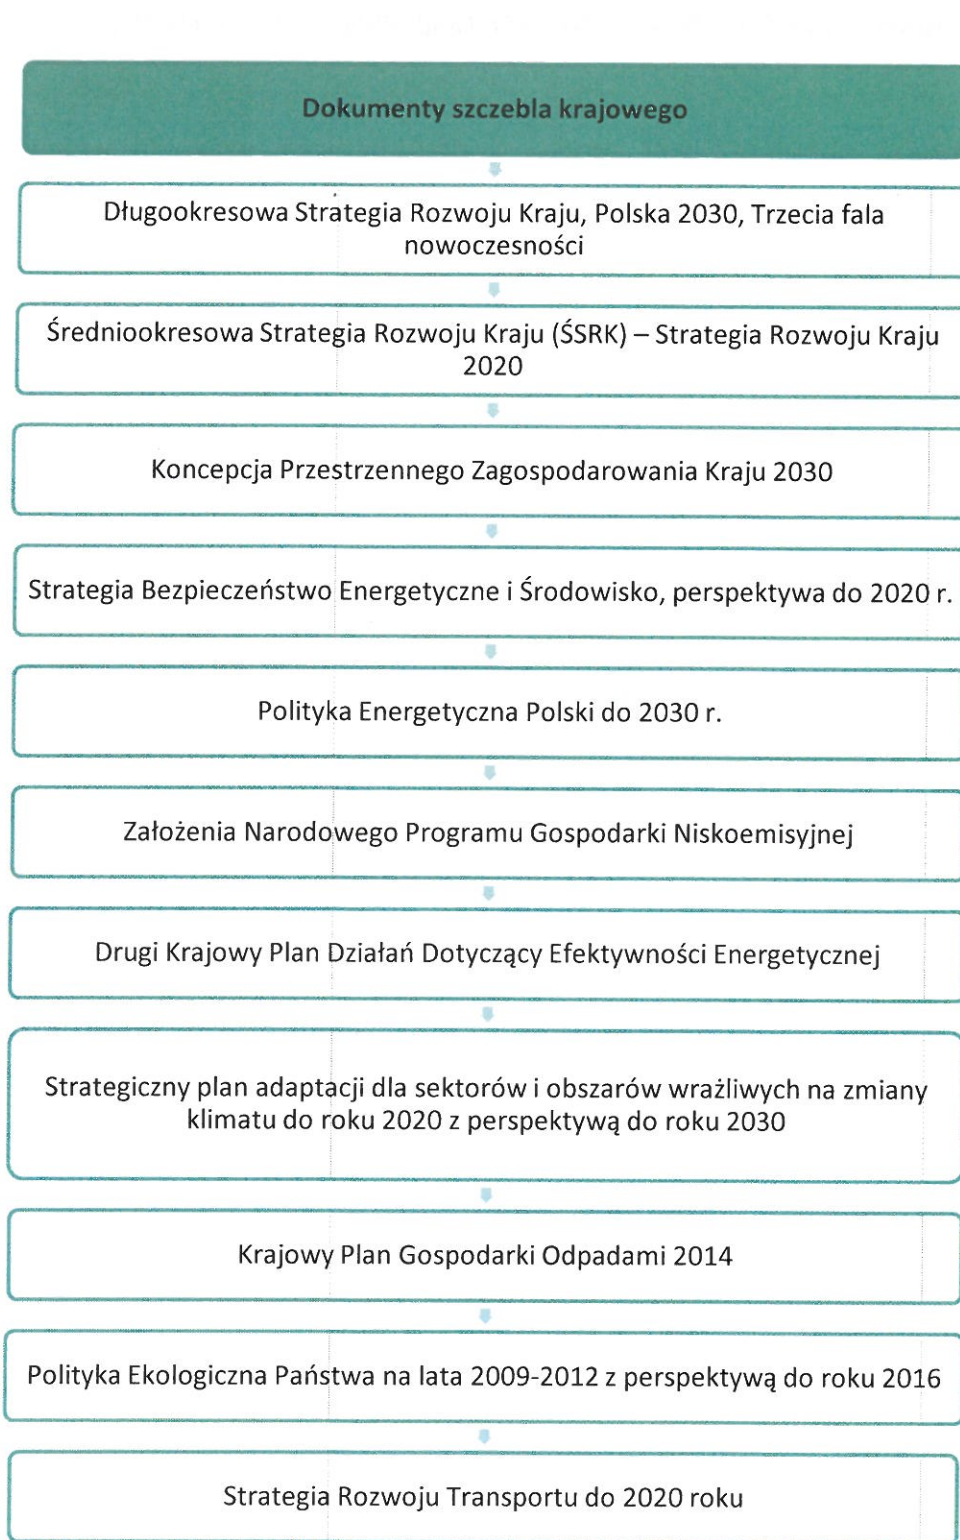 Dokumenty szczebla krajowego
Długookresowa Strategia Rozwoju Kraju, Polska 2030, Trzecia fala
nowoczesności
Średniookresowa Strategia Rozwoju Kraju (ŚSRK) – Strategia Rozwoju Kraju
2020
Koncepcja Przestrzennego Zagospodarowania Kraju 2030
Strategia Bezpieczeństwo Energetyczne i Środowisko, perspektywa do 2020 r.
Polityka Energetyczna Polski do 2030 r.
Założenia Narodowego Programu Gospodarki Niskoemisyjnej
Drugi Krajowy Plan Działań Dotyczący Efektywności Energetycznej
Strategiczny plan adaptacji dla sektorów i obszarów wrażliwych na zmiany
klimatu do roku 2020 z perspektywą do roku 2030
Krajowy Plan Gospodarki Odpadami 2014
Polityka Ekologiczna Państwa na lata 2009-2012 z perspektywą do roku 2016
Strategia Rozwoju Transportu do 2020 roku